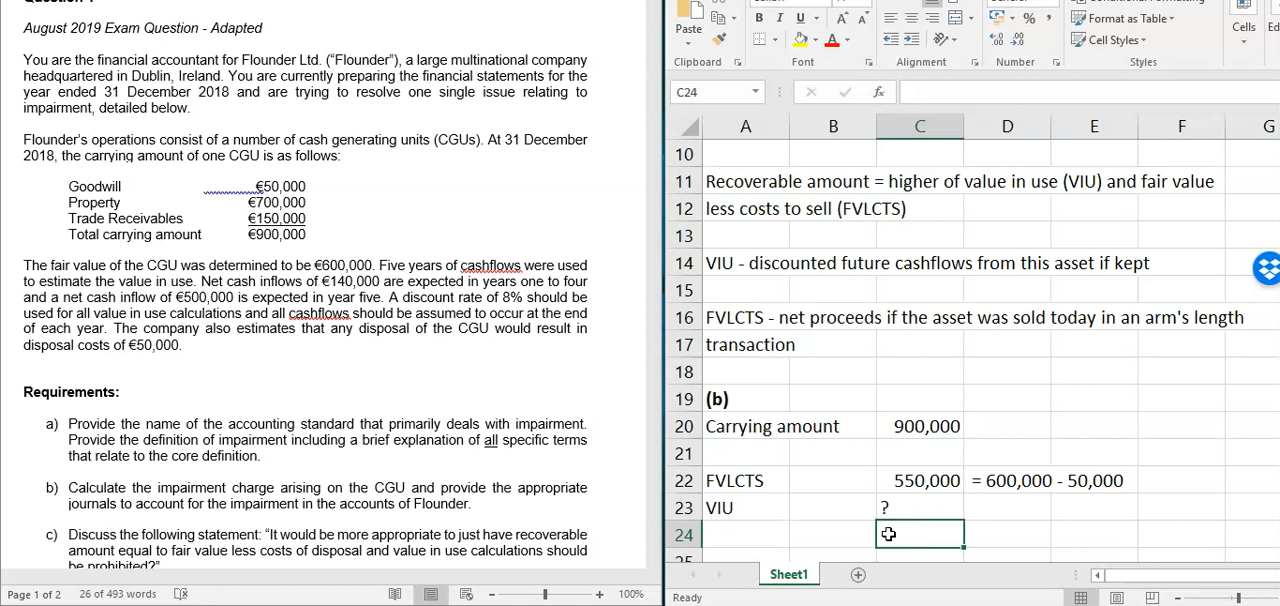 August 2019 Exam Question - Adapted
You are the financial accountant for Flounder Ltd. ("Flounder"), a large multinational company
headquartered in Dublin, Ireland. You are currently preparing the financial statements for the
year ended 31 December 2018 and are trying to resolve one single issue relating to
impairment, detailed below.
Flounder's operations consist of a number of cash generating units (CGUs). At 31 December
2018, the carrying amount of one CGU is as follows:
Goodwill €50,000
Property €700,000
Trade Receivables €150,000
Total carrying amount €900,000
The fair value of the CGU was determined to be €600,000. Five years of cashflows were used
to estimate the value in use. Net cash inflows of €140,000 are expected in years one to four
and a net cash inflow of €500,000 is expected in year five. A discount rate of 8% should be
used for all value in use calculations and all cashflows should be assumed to occur at the end
of each year. The company also estimates that any disposal of the CGU would result in
disposal costs of €50,000.
Requirements:
a) Provide the name of the accounting standard that primarily deals with impairment.
Provide the definition of impairment including a brief explanation of all specific terms
that relate to the core definition.
b) Calculate the impairment charge arising on the CGU and provide the appropriate
journals to account for the impairment in the accounts of Flounder.
c) Discuss the following statement: "It would be more appropriate to just have recoverable
amount equal to fair value less costs of disposal and value in use calculations should
be prohibited?"
Page 1 of 2 26 of 493 words 100%
Paste B I U A A % Format as Table Cells
Cell Styles
Clipboard Font Alignment Number Styles
C24 fx
A B C D E F G
10
11 Recoverable amount = higher of value in use (VIU) and fair value
12 less costs to sell (FVLCTS)
13
14 VIU - discounted future cashflows from this asset if kept
15
16 FVLCTS - net proceeds if the asset was sold today in an arm's length
17 transaction
18
19 (b)
20 Carrying amount 900,000
21
22 FVLCTS 550,000 = 600,000 - 50,000
23 VIU ?
24
Sheet1
Ready